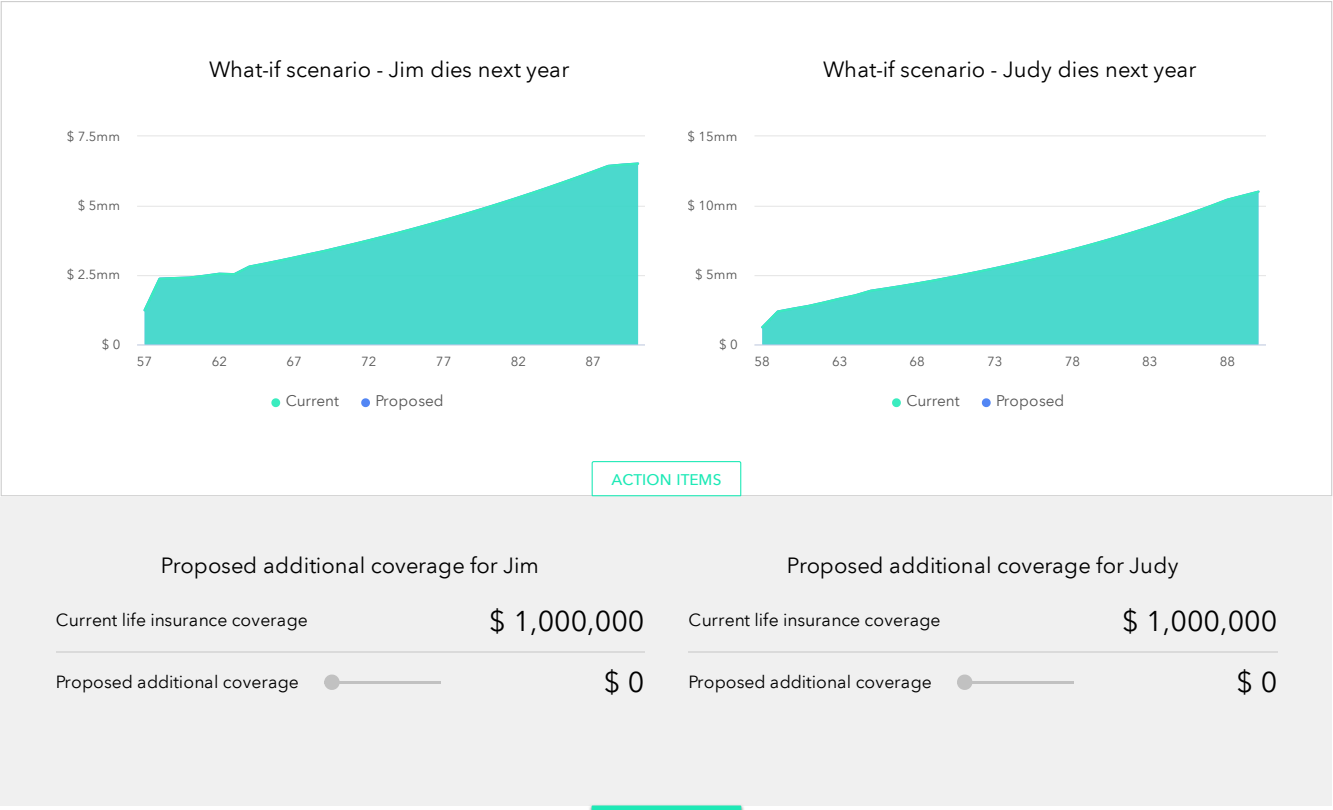 What-if scenario - Jim dies next year
$ 7.5mm
$ 5mm
$ 2.5mm
$ 0
57 62 67 72 77 82 87
Current Proposed
What-if scenario - Judy dies next year
$ 15mm
$ 10mm
$ 5mm
$ 0
58 63 68 73 78 83 88
Current Proposed
ACTION ITEMS
Proposed additional coverage for Jim
Current life insurance coverage $ 1,000,000
Proposed additional coverage $ 0
Proposed additional coverage for Judy
Current life insurance coverage $ 1,000,000
Proposed additional coverage $ 0